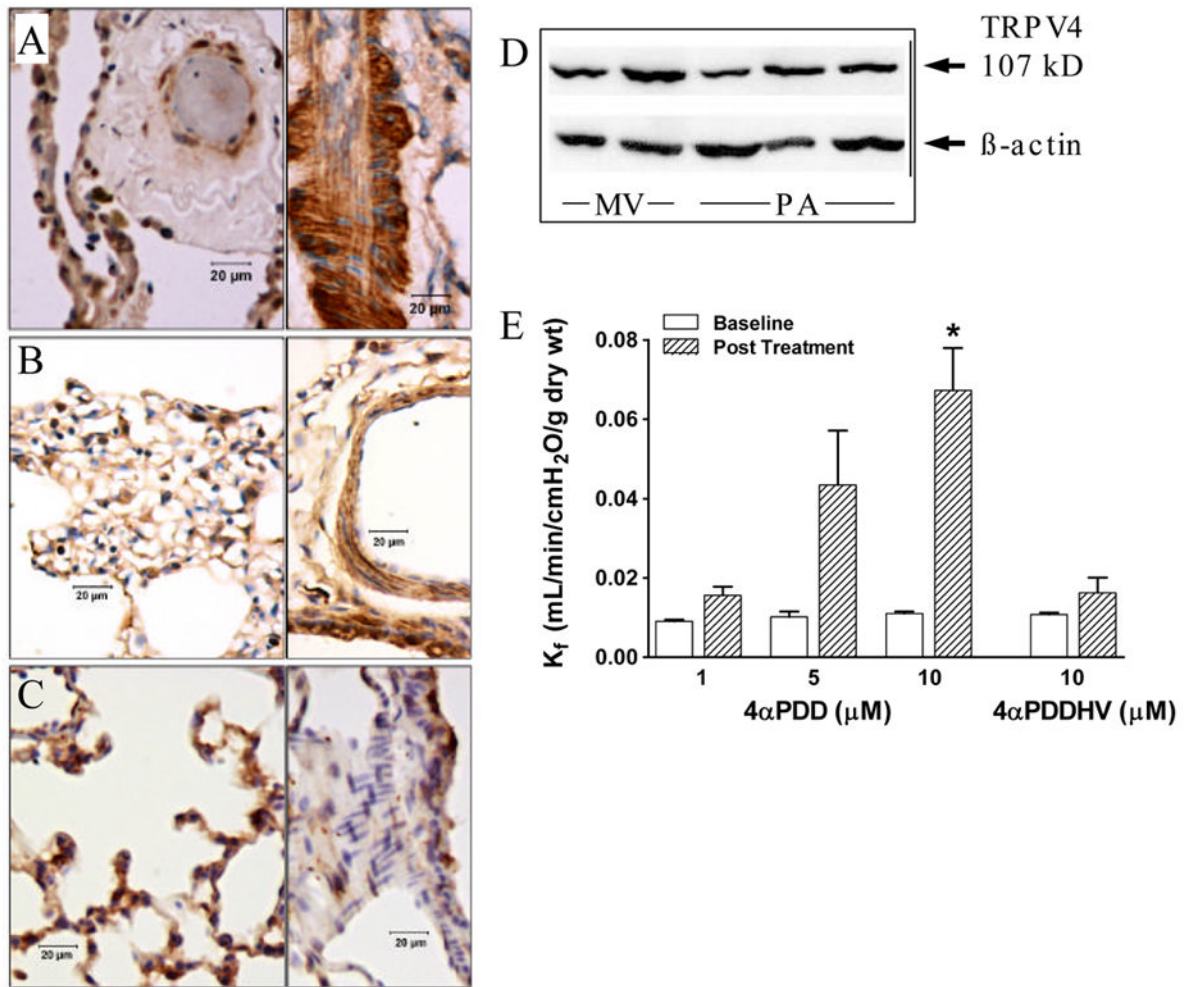 A
20 µm
20 µm
B
20 µm
20 µm
C
20 µm
20 µm
D
TRPV4
107 kD
ß-actin
MV
PA
E
Baseline
Post Treatment
*
0.08
0.06
0.04
0.02
0.00
Kf (mL/min/cmH2O/g dry wt)
1
5
10
10
4αPDD (µM)
4αPDDHV (µM)